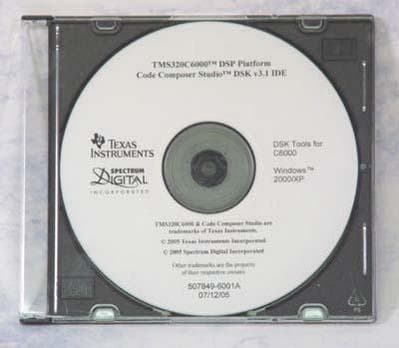 TMS320C6000™ DSP Platform
Code Composer Studio™ DSK v3.1 IDE
TEXAS
INSTRUMENTS
SPECTRUM
DIGITAL
INCORPORATED
DSK Tools for
C6000
Windows™
2000/XP
TMS320C6000 & Code Composer Studio are
trademarks of Texas Instruments.
© 2005 Texas Instruments Incorporated
© 2005 Spectrum Digital Incorporated
Other trademarks are the property
of their respective owners
507849-6001A
07/12/05
PS